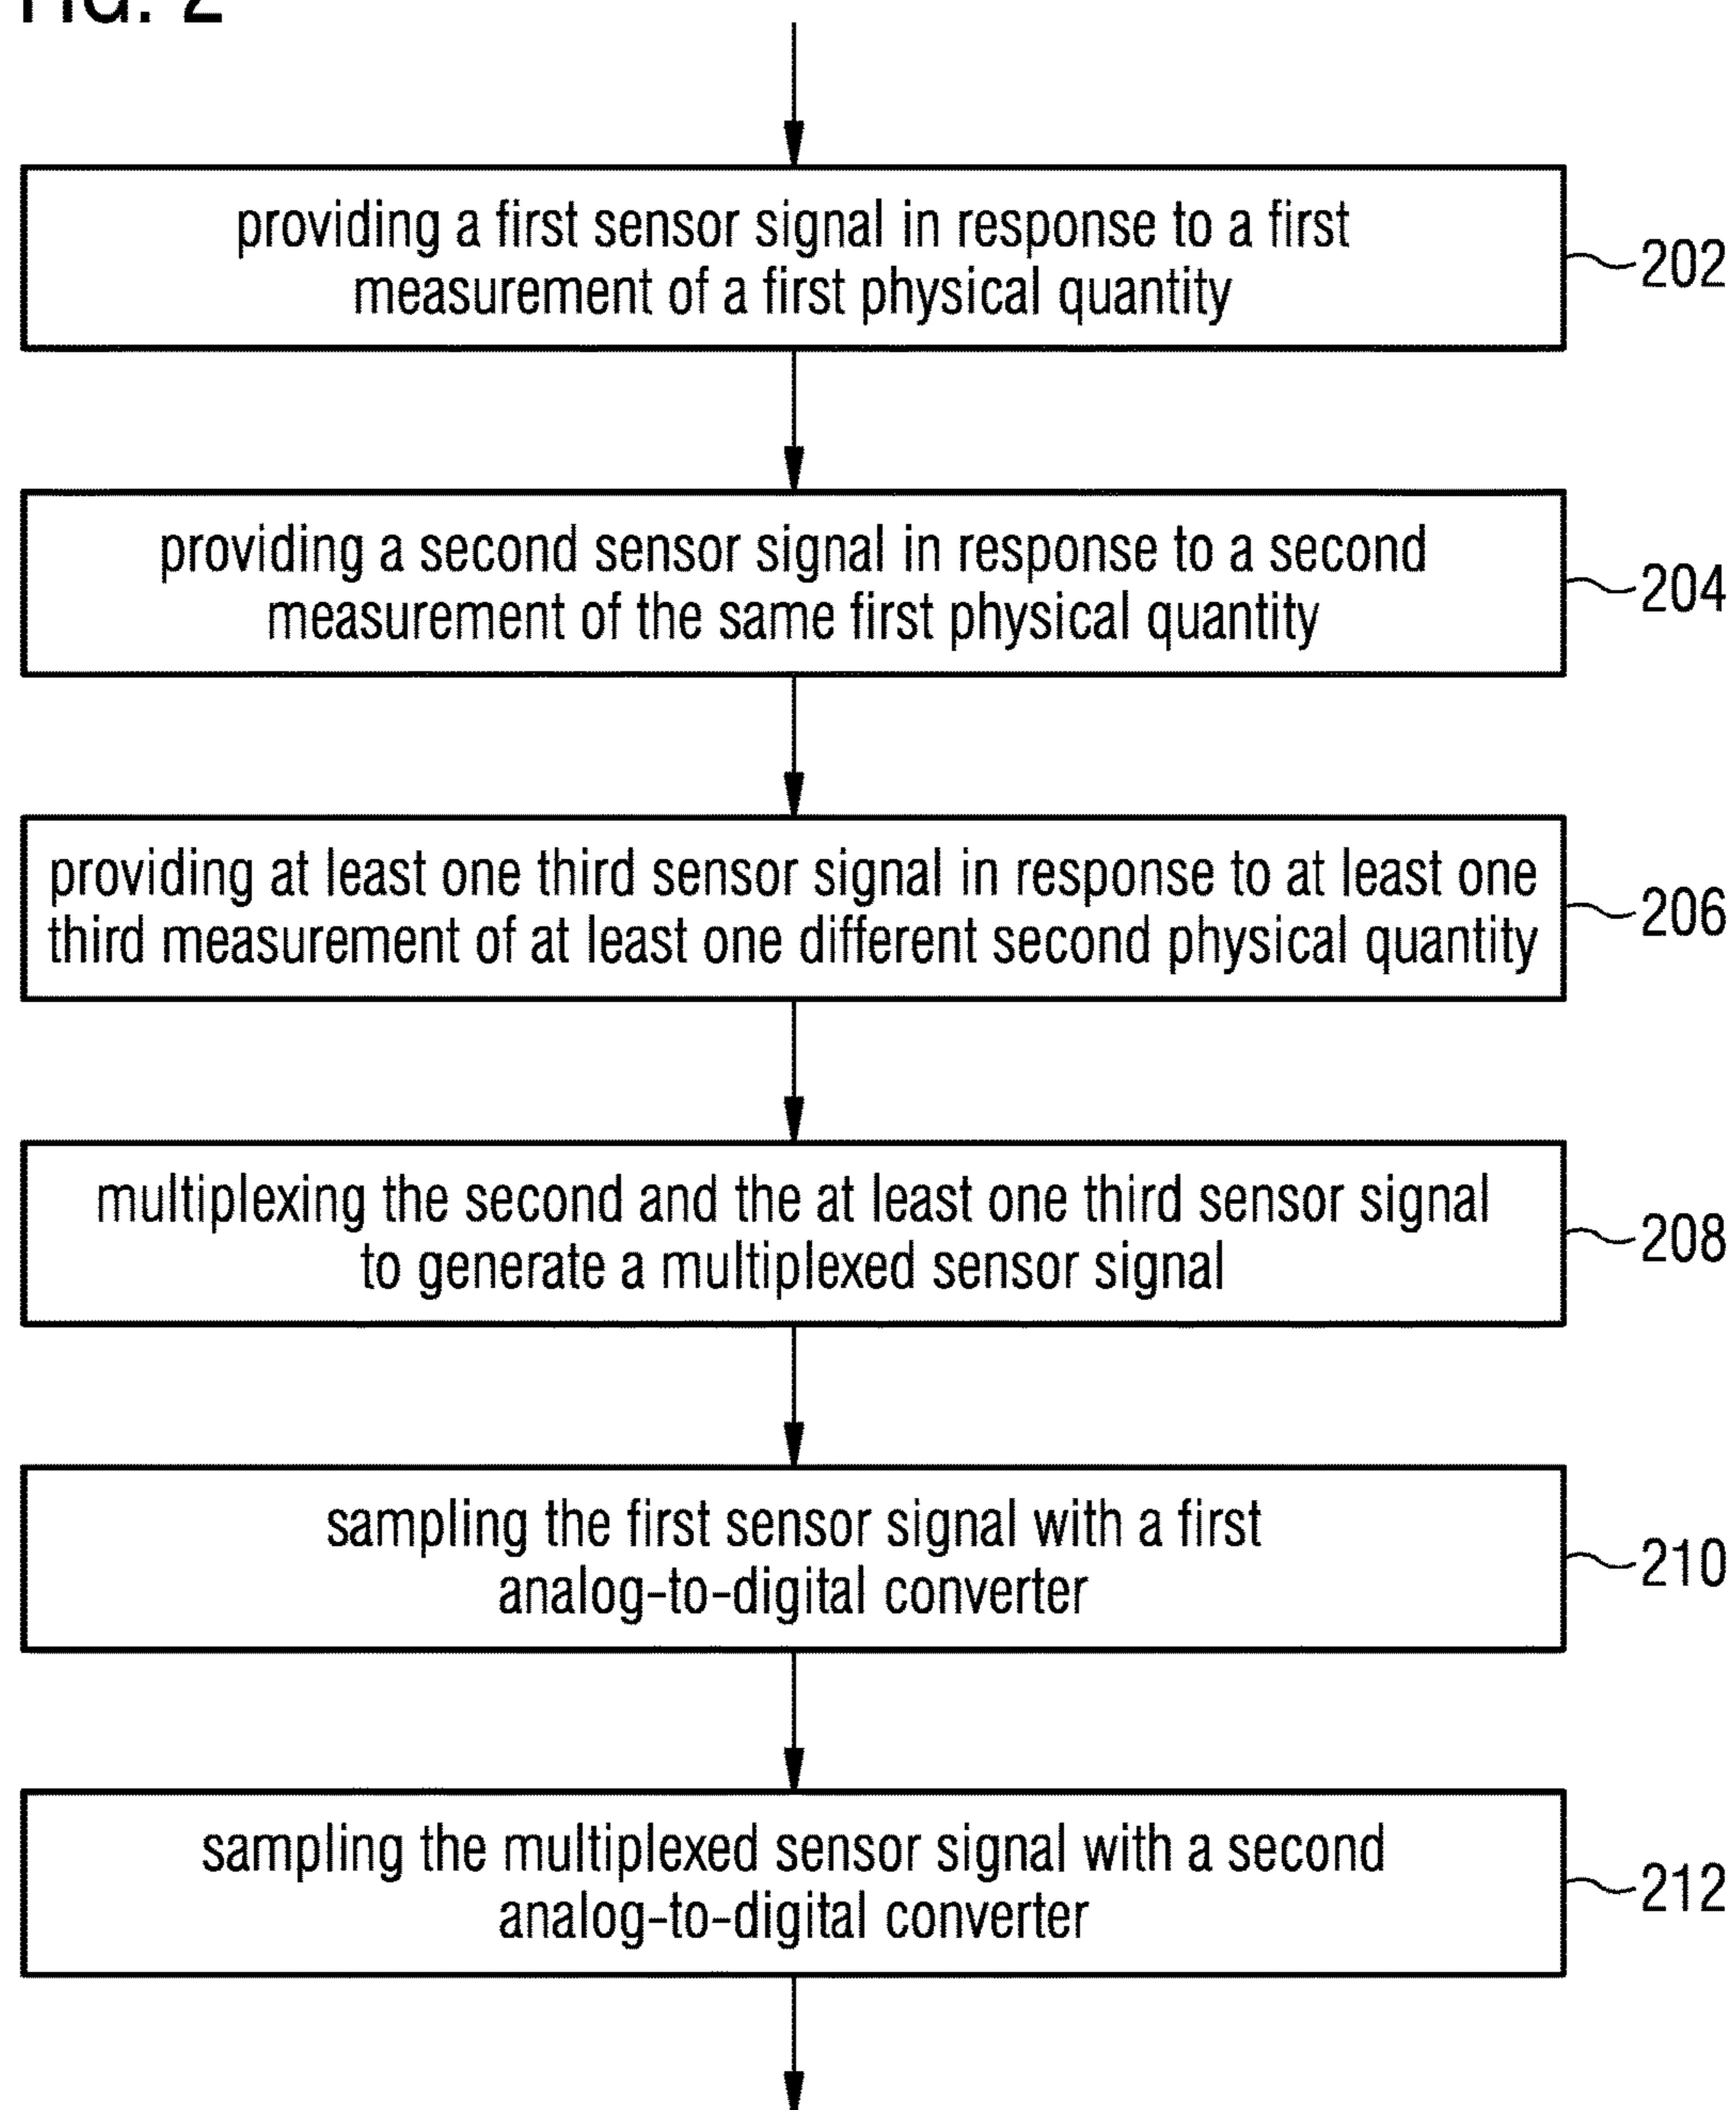 FIG. 2
providing a first sensor signal in response to a first
measurement of a first physical quantity
202
providing a second sensor signal in response to a second
measurement of the same first physical quantity
204
providing at least one third sensor signal in response to at least one
third measurement of at least one different second physical quantity
206
multiplexing the second and the at least one third sensor signal
to generate a multiplexed sensor signal
208
sampling the first sensor signal with a first
analog-to-digital converter
210
sampling the multiplexed sensor signal with a second
analog-to-digital converter
212